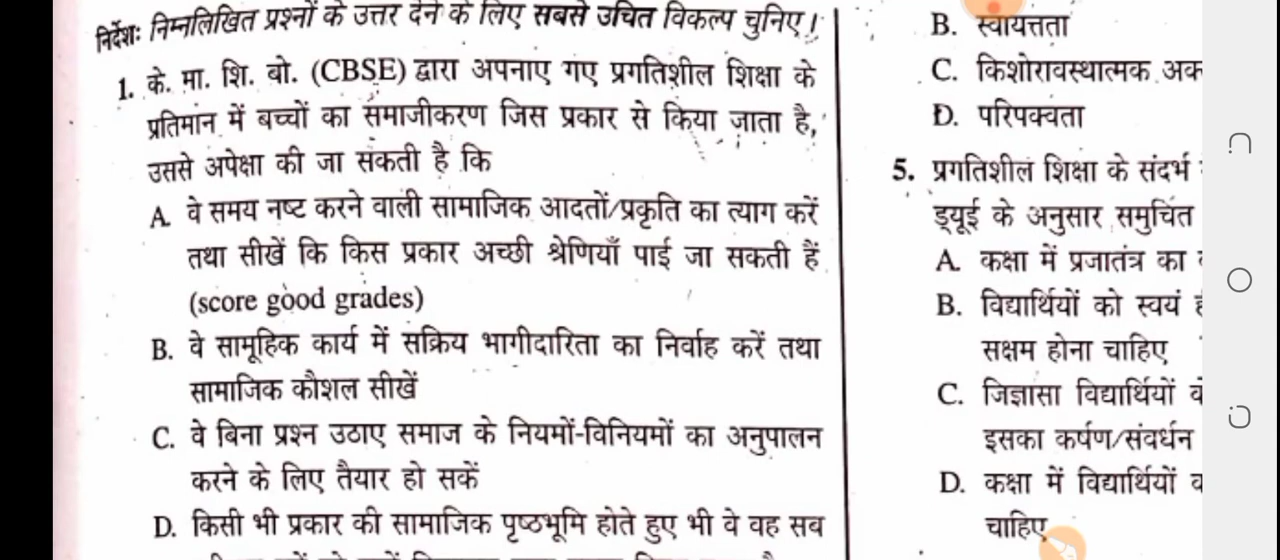 निर्देशः निम्नलिखित प्रश्नों के उत्तर देने के लिए सबसे उचित विकल्प चुनिए।
1. के. मा. शि. बो. (CBSE) द्वारा अपनाए गए प्रगतिशील शिक्षा के
प्रतिमान में बच्चों का समाजीकरण जिस प्रकार से किया जाता है,
उससे अपेक्षा की जा सकती है कि
A. वे समय नष्ट करने वाली सामाजिक आदतों/प्रकृति का त्याग करें
तथा सीखें कि किस प्रकार अच्छी श्रेणियाँ पाई जा सकती हैं
(score good grades)
B. वे सामूहिक कार्य में सक्रिय भागीदारिता का निर्वाह करें तथा
सामाजिक कौशल सीखें
C. वे बिना प्रश्न उठाए समाज के नियमों-विनियमों का अनुपालन
करने के लिए तैयार हो सकें
D. किसी भी प्रकार की सामाजिक पृष्ठभूमि होते हुए भी वे वह सब
B. स्वायत्तता
C. किशोरावस्थात्मक
D. परिपक्वता
5. प्रगतिशील शिक्षा के संदर्भ
ड्यूई के अनुसार समुचित
A. कक्षा में प्रजातंत्र का
B. विद्यार्थियों को स्वयं
सक्षम होना चाहिए
C. जिज्ञासा विद्यार्थियों
इसका कर्षण/संवर्धन
D. कक्षा में विद्यार्थियों
चाहिए